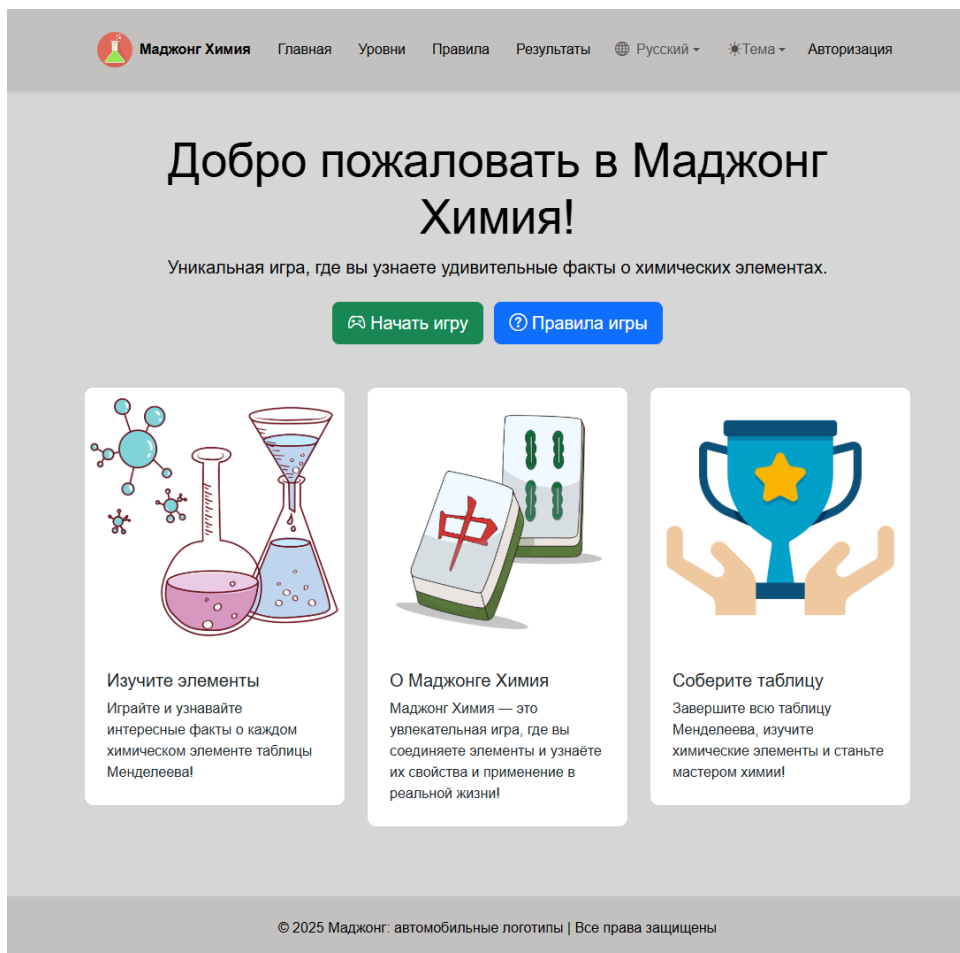 Маджонг Химия Главная Уровни Правила Результаты Русский Тема Авторизация
Добро пожаловать в Маджонг
Химия!
Уникальная игра, где вы узнаете удивительные факты о химических элементах.
Начать игру
Правила игры
中
Изучите элементы
Играйте и узнавайте
интересные факты о каждом
химическом элементе таблицы
Менделеева!
О Маджонге Химия
Маджонг Химия — это
увлекательная игра, где вы
соединяете элементы и узнаёте
их свойства и применение в
реальной жизни!
Соберите таблицу
Завершите всю таблицу
Менделеева, изучите
химические элементы и станьте
мастером химии!
© 2025 Маджонг: автомобильные логотипы | Все права защищены